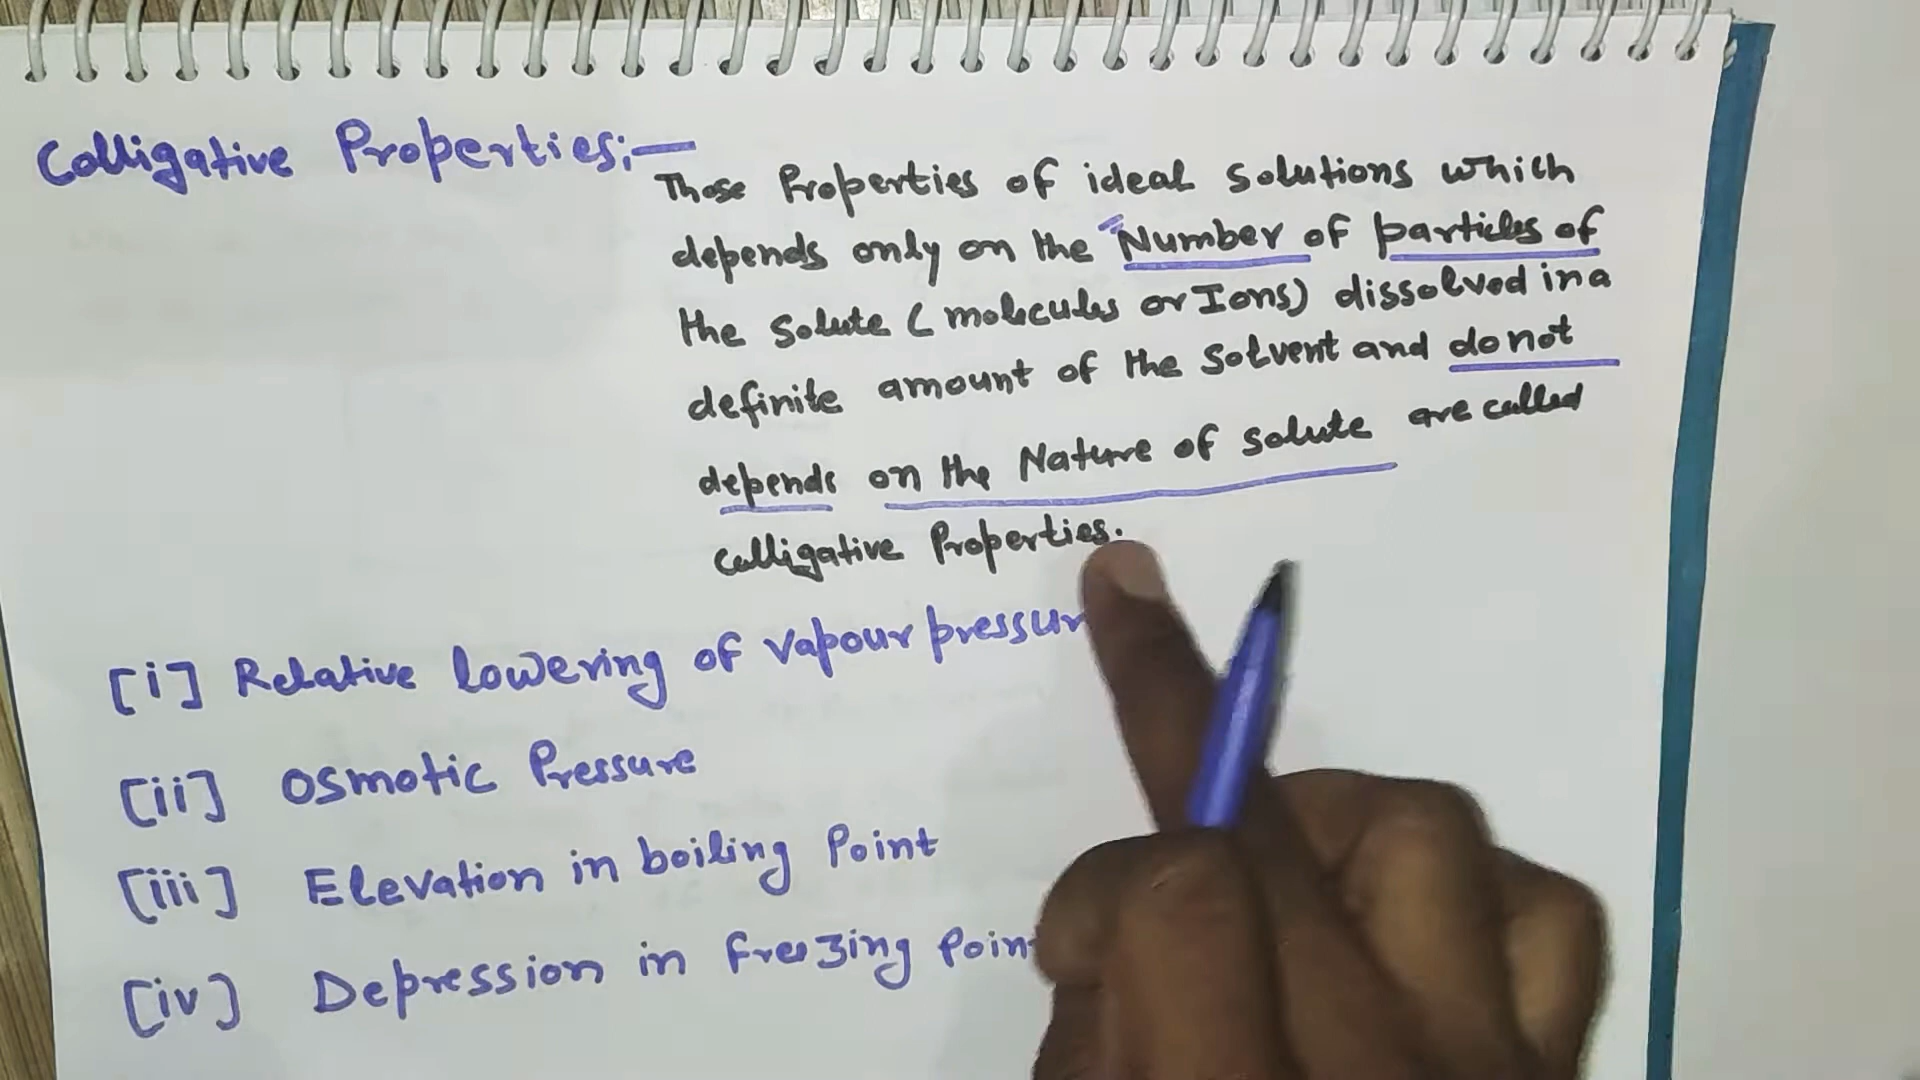 Colligative Properties:—
Those Properties of ideal solutions which
depends only on the Number of particles of
the solute (molecules or Ions) dissolved in a
definite amount of the solvent and do not
depends on the Nature of solute are called
Colligative Properties.
[i] Relative lowering of vapour pressur
[ii] Osmotic Pressure
[iii] Elevation in boiling Point
[iv] Depression in freezing Poin